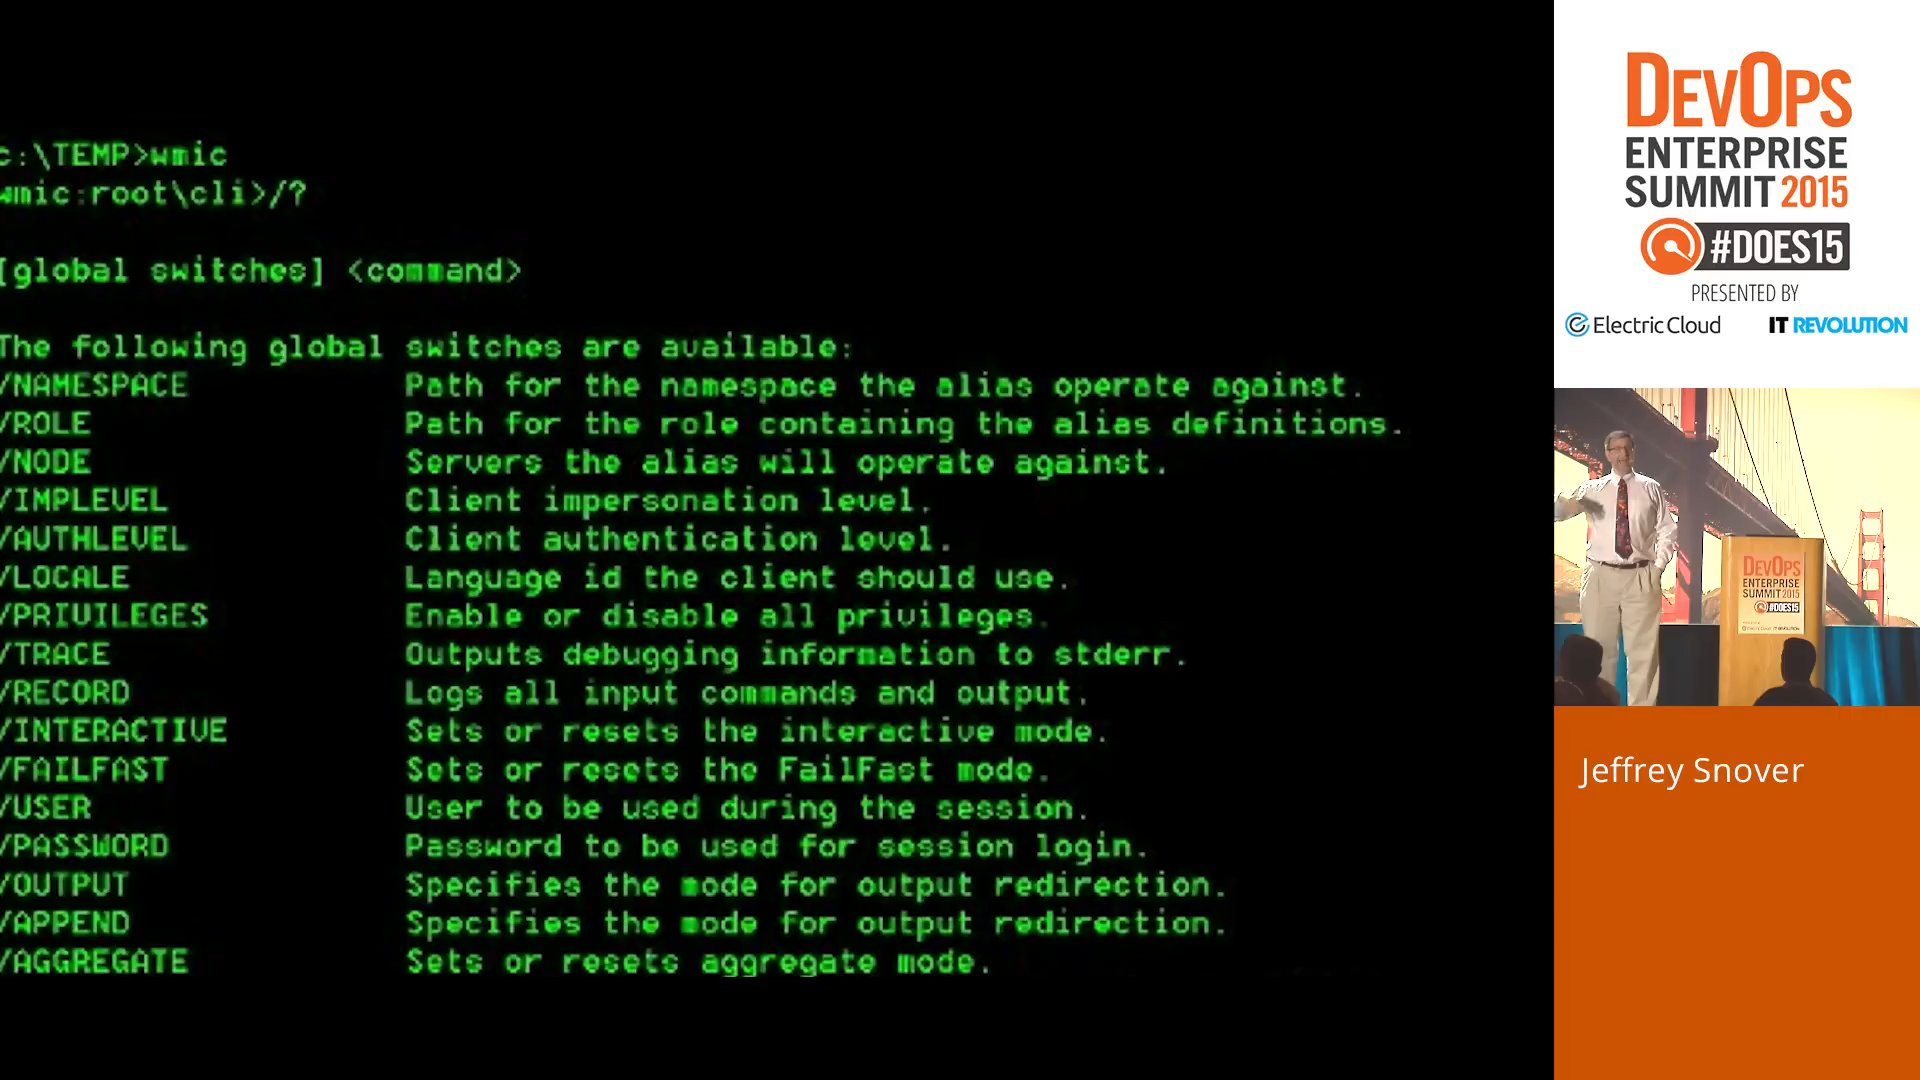 c:\TEMP>wmic
wmic:root\cli>/?
[global switches] <command>
The following global switches are available:
/NAMESPACE Path for the namespace the alias operate against.
/ROLE Path for the role containing the alias definitions.
/NODE Servers the alias will operate against.
/IMPLEVEL Client impersonation level.
/AUTHLEVEL Client authentication level.
/LOCALE Language id the client should use.
/PRIVILEGES Enable or disable all privileges.
/TRACE Outputs debugging information to stderr.
/RECORD Logs all input commands and output.
/INTERACTIVE Sets or resets the interactive mode.
/FAILFAST Sets or resets the FailFast mode.
/USER User to be used during the session.
/PASSWORD Password to be used for session login.
/OUTPUT Specifies the mode for output redirection.
/APPEND Specifies the mode for output redirection.
/AGGREGATE Sets or resets aggregate mode.
DEVOPS
ENTERPRISE
SUMMIT 2015
#DOES15
PRESENTED BY
Electric Cloud IT REVOLUTION
DEVOPS
ENTERPRISE
SUMMIT 2015
#DOES15
Jeffrey Snover